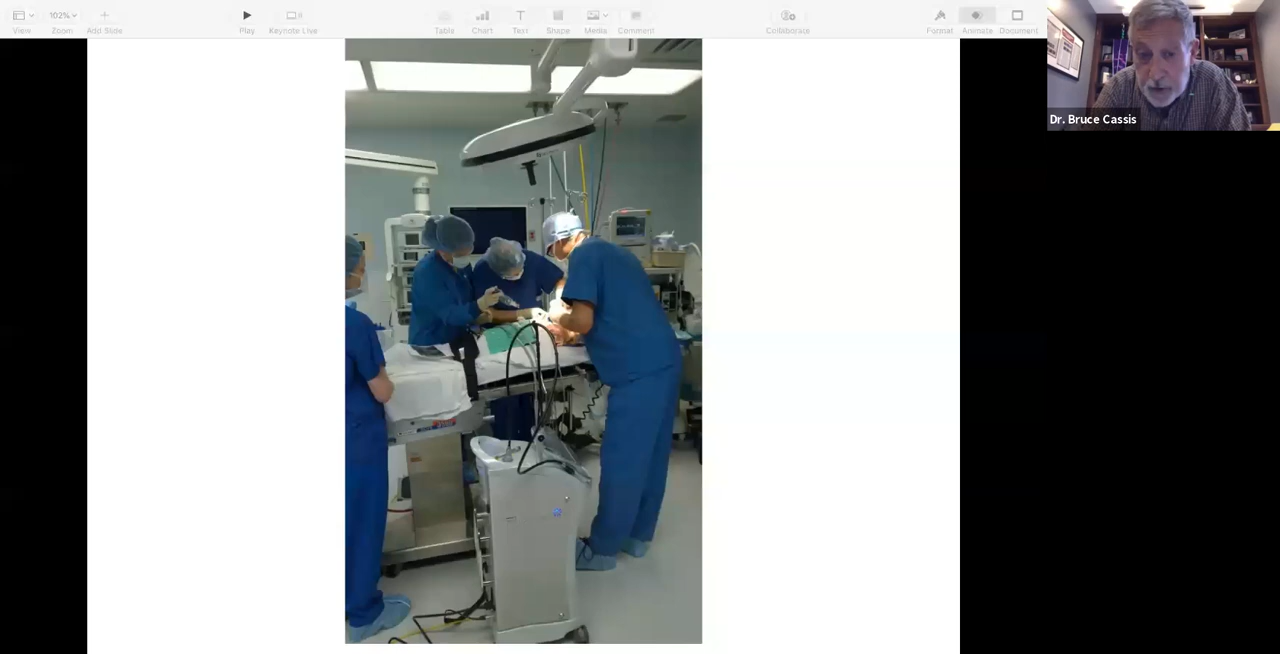 102%
View
Zoom
Add Slide
Play
Keynote Live
Table
Chart
Text
Shape
Media
Comment
Collaborate
Format
Animate
Document
Dr. Bruce Cassis